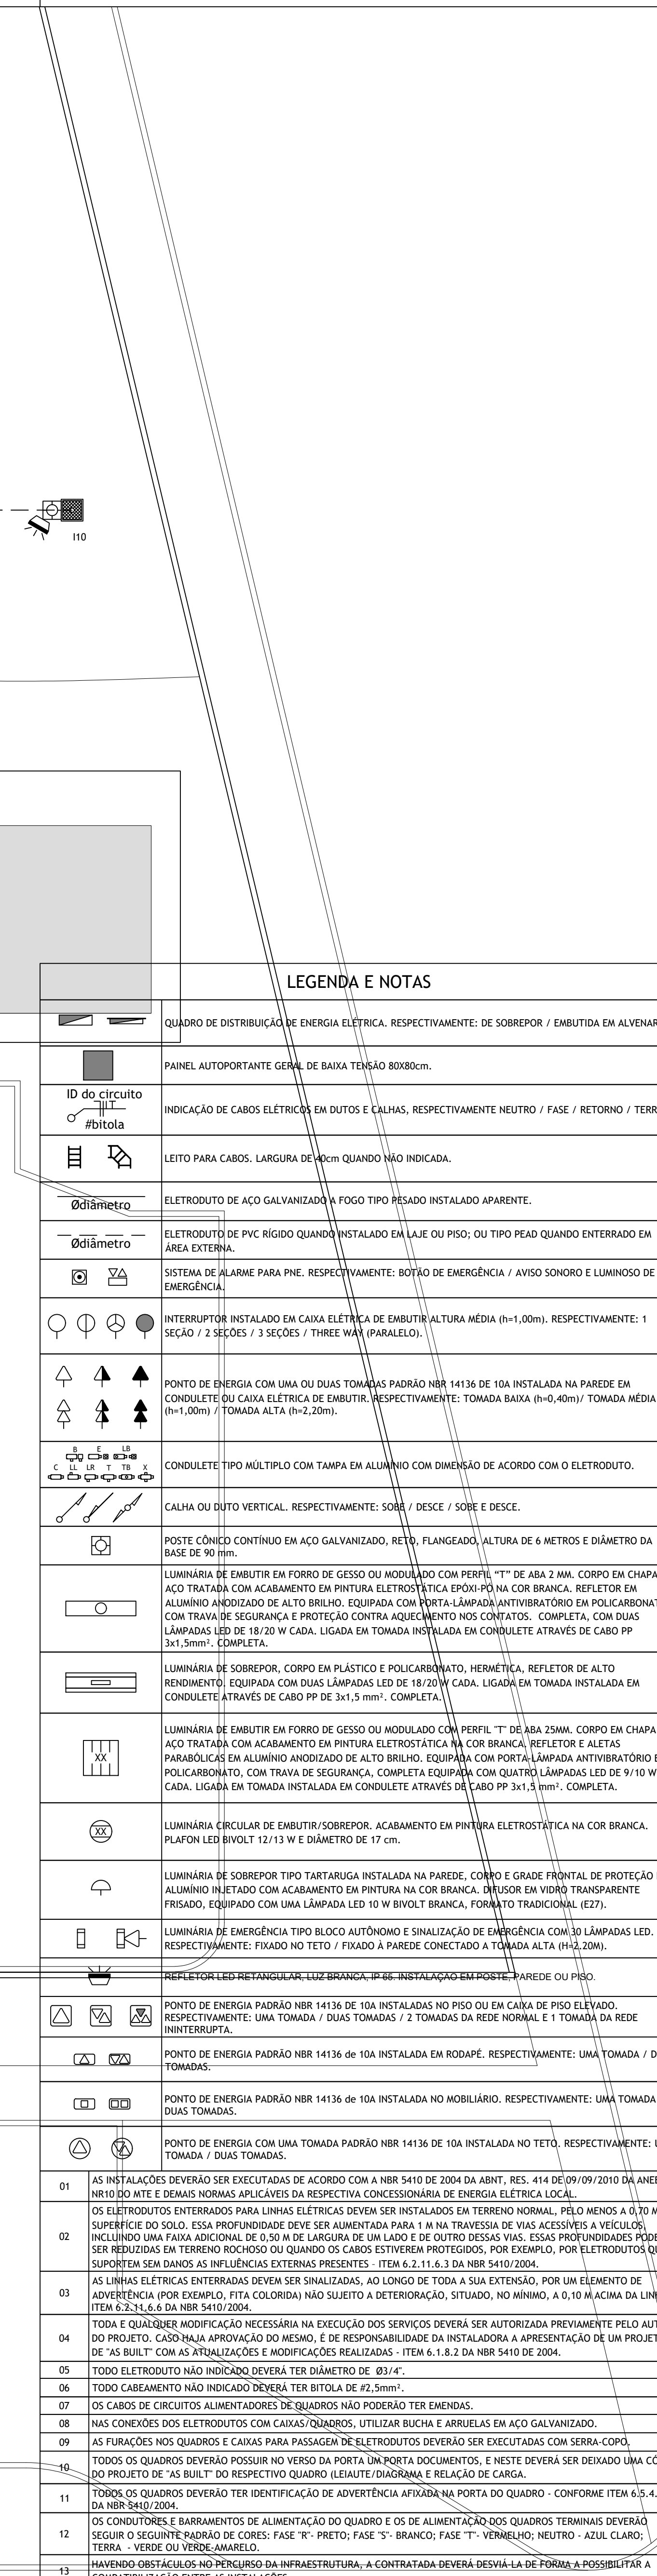 I10
LEGENDA E NOTAS
QUADRO DE DISTRIBUIÇÃO DE ENERGIA ELÉTRICA. RESPECTIVAMENTE: DE SOBREPOR / EMBUTIDA EM ALVENAR
PAINEL AUTOPORTANTE GERAL DE BAIXA TENSÃO 80X80cm.
ID do circuito
#bitola
INDICAÇÃO DE CABOS ELÉTRICOS EM DUTOS E CALHAS, RESPECTIVAMENTE NEUTRO / FASE / RETORNO / TERR
LEITO PARA CABOS. LARGURA DE 40cm QUANDO NÃO INDICADA.
Ødiâmetro
ELETRODUTO DE AÇO GALVANIZADO A FOGO TIPO PESADO INSTALADO APARENTE.
Ødiâmetro
ELETRODUTO DE PVC RÍGIDO QUANDO INSTALADO EM LAJE OU PISO; OU TIPO PEAD QUANDO ENTERRADO EM
ÁREA EXTERNA.
SISTEMA DE ALARME PARA PNE. RESPECTIVAMENTE: BOTÃO DE EMERGÊNCIA / AVISO SONORO E LUMINOSO DE
EMERGÊNCIA.
INTERRUPTOR INSTALADO EM CAIXA ELÉTRICA DE EMBUTIR ALTURA MÉDIA (h=1,00m). RESPECTIVAMENTE: 1
SEÇÃO / 2 SEÇÕES / 3 SEÇÕES / THREE WAY (PARALELO).
PONTO DE ENERGIA COM UMA OU DUAS TOMADAS PADRÃO NBR 14136 DE 10A INSTALADA NA PAREDE EM
CONDULETE OU CAIXA ELÉTRICA DE EMBUTIR. RESPECTIVAMENTE: TOMADA BAIXA (h=0,40m)/ TOMADA MÉDIA
(h=1,00m) / TOMADA ALTA (h=2,20m).
B E LB
C LL LR T TB X
CONDULETE TIPO MÚLTIPLO COM TAMPA EM ALUMÍNIO COM DIMENSÃO DE ACORDO COM O ELETRODUTO.
CALHA OU DUTO VERTICAL. RESPECTIVAMENTE: SOBE / DESCE / SOBE E DESCE.
POSTE CÔNICO CONTÍNUO EM AÇO GALVANIZADO, RETO, FLANGEADO, ALTURA DE 6 METROS E DIÂMETRO DA
BASE DE 90 mm.
LUMINÁRIA DE EMBUTIR EM FORRO DE GESSO OU MODULADO COM PERFIL “T” DE ABA 2 MM. CORPO EM CHAPA
AÇO TRATADA COM ACABAMENTO EM PINTURA ELETROSTÁTICA EPÓXI-PÓ NA COR BRANCA. REFLETOR EM
ALUMÍNIO ANODIZADO DE ALTO BRILHO. EQUIPADA COM PORTA-LÂMPADA ANTIVIBRATÓRIO EM POLICARBONAT
COM TRAVA DE SEGURANÇA E PROTEÇÃO CONTRA AQUECIMENTO NOS CONTATOS. COMPLETA, COM DUAS
LÂMPADAS LED DE 18/20 W CADA. LIGADA EM TOMADA INSTALADA EM CONDULETE ATRAVÉS DE CABO PP
3x1,5mm². COMPLETA.
LUMINÁRIA DE SOBREPOR, CORPO EM PLÁSTICO E POLICARBONATO, HERMÉTICA, REFLETOR DE ALTO
RENDIMENTO. EQUIPADA COM DUAS LÂMPADAS LED DE 18/20 W CADA. LIGADA EM TOMADA INSTALADA EM
CONDULETE ATRAVÉS DE CABO PP DE 3x1,5 mm². COMPLETA.
XX
LUMINÁRIA DE EMBUTIR EM FORRO DE GESSO OU MODULADO COM PERFIL "T" DE ABA 25MM. CORPO EM CHAPA
AÇO TRATADA COM ACABAMENTO EM PINTURA ELETROSTÁTICA NA COR BRANCA. REFLETOR E ALETAS
PARABÓLICAS EM ALUMÍNIO ANODIZADO DE ALTO BRILHO. EQUIPADA COM PORTA-LÂMPADA ANTIVIBRATÓRIO E
POLICARBONATO, COM TRAVA DE SEGURANÇA, COMPLETA EQUIPADA COM QUATRO LÂMPADAS LED DE 9/10 W
CADA. LIGADA EM TOMADA INSTALADA EM CONDULETE ATRAVÉS DE CABO PP 3x1,5 mm². COMPLETA.
XX
LUMINÁRIA CIRCULAR DE EMBUTIR/SOBREPOR. ACABAMENTO EM PINTURA ELETROSTÁTICA NA COR BRANCA.
PLAFON LED BIVOLT 12/13 W E DIÂMETRO DE 17 cm.
LUMINÁRIA DE SOBREPOR TIPO TARTARUGA INSTALADA NA PAREDE, CORPO E GRADE FRONTAL DE PROTEÇÃO
ALUMÍNIO INJETADO COM ACABAMENTO EM PINTURA NA COR BRANCA. DIFUSOR EM VIDRO TRANSPARENTE
FRISADO, EQUIPADO COM UMA LÂMPADA LED 10 W BIVOLT BRANCA, FORMATO TRADICIONAL (E27).
LUMINÁRIA DE EMERGÊNCIA TIPO BLOCO AUTÔNOMO E SINALIZAÇÃO DE EMERGÊNCIA COM 30 LÂMPADAS LED.
RESPECTIVAMENTE: FIXADO NO TETO / FIXADO À PAREDE CONECTADO A TOMADA ALTA (H=2,20M).
REFLETOR LED RETANGULAR, LUZ BRANCA, IP 65. INSTALAÇÃO EM POSTE, PAREDE OU PISO.
PONTO DE ENERGIA PADRÃO NBR 14136 DE 10A INSTALADAS NO PISO OU EM CAIXA DE PISO ELEVADO.
RESPECTIVAMENTE: UMA TOMADA / DUAS TOMADAS / 2 TOMADAS DA REDE NORMAL E 1 TOMADA DA REDE
ININTERRUPTA.
PONTO DE ENERGIA PADRÃO NBR 14136 de 10A INSTALADA EM RODAPÉ. RESPECTIVAMENTE: UMA TOMADA / D
TOMADAS.
PONTO DE ENERGIA PADRÃO NBR 14136 de 10A INSTALADA NO MOBILIÁRIO. RESPECTIVAMENTE: UMA TOMADA
DUAS TOMADAS.
PONTO DE ENERGIA COM UMA TOMADA PADRÃO NBR 14136 DE 10A INSTALADA NO TETO. RESPECTIVAMENTE: U
TOMADA / DUAS TOMADAS.
01
AS INSTALAÇÕES DEVERÃO SER EXECUTADAS DE ACORDO COM A NBR 5410 DE 2004 DA ABNT, RES. 414 DE 09/09/2010 DA ANEE
NR10 DO MTE E DEMAIS NORMAS APLICÁVEIS DA RESPECTIVA CONCESSIONÁRIA DE ENERGIA ELÉTRICA LOCAL.
02
OS ELETRODUTOS ENTERRADOS PARA LINHAS ELÉTRICAS DEVEM SER INSTALADOS EM TERRENO NORMAL, PELO MENOS A 0,70 M
SUPERFÍCIE DO SOLO. ESSA PROFUNDIDADE DEVE SER AUMENTADA PARA 1 M NA TRAVESSIA DE VIAS ACESSÍVEIS A VEÍCULOS,
INCLUINDO UMA FAIXA ADICIONAL DE 0,50 M DE LARGURA DE UM LADO E DE OUTRO DESSAS VIAS. ESSAS PROFUNDIDADES PODE
SER REDUZIDAS EM TERRENO ROCHOSO OU QUANDO OS CABOS ESTIVEREM PROTEGIDOS, POR EXEMPLO, POR ELETRODUTOS QU
SUPORTEM SEM DANOS AS INFLUÊNCIAS EXTERNAS PRESENTES - ITEM 6.2.11.6.3 DA NBR 5410/2004.
03
AS LINHAS ELÉTRICAS ENTERRADAS DEVEM SER SINALIZADAS, AO LONGO DE TODA A SUA EXTENSÃO, POR UM ELEMENTO DE
ADVERTÊNCIA (POR EXEMPLO, FITA COLORIDA) NÃO SUJEITO A DETERIORAÇÃO, SITUADO, NO MÍNIMO, A 0,10 M ACIMA DA LINH
ITEM 6.2.11.6.6 DA NBR 5410/2004.
04
TODA E QUALQUER MODIFICAÇÃO NECESSÁRIA NA EXECUÇÃO DOS SERVIÇOS DEVERÁ SER AUTORIZADA PREVIAMENTE PELO AUT
DO PROJETO. CASO HAJA APROVAÇÃO DO MESMO, É DE RESPONSABILIDADE DA INSTALADORA A APRESENTAÇÃO DE UM PROJET
DE "AS BUILT" COM AS ATUALIZAÇÕES E MODIFICAÇÕES REALIZADAS - ITEM 6.1.8.2 DA NBR 5410 DE 2004.
05
TODO ELETRODUTO NÃO INDICADO DEVERÁ TER DIÂMETRO DE Ø3/4".
06
TODO CABEAMENTO NÃO INDICADO DEVERÁ TER BITOLA DE #2,5mm².
07
OS CABOS DE CIRCUITOS ALIMENTADORES DE QUADROS NÃO PODERÃO TER EMENDAS.
08
NAS CONEXÕES DOS ELETRODUTOS COM CAIXAS/QUADROS, UTILIZAR BUCHA E ARRUELAS EM AÇO GALVANIZADO.
09
AS FURAÇÕES NOS QUADROS E CAIXAS PARA PASSAGEM DE ELETRODUTOS DEVERÃO SER EXECUTADAS COM SERRA-COPO.
10
TODOS OS QUADROS DEVERÃO POSSUIR NO VERSO DA PORTA UM PORTA DOCUMENTOS, E NESTE DEVERÁ SER DEIXADO UMA CÓ
DO PROJETO DE "AS BUILT" DO RESPECTIVO QUADRO (LEIAUTE/DIAGRAMA E RELAÇÃO DE CARGA.
11
TODOS OS QUADROS DEVERÃO TER IDENTIFICAÇÃO DE ADVERTÊNCIA AFIXADA NA PORTA DO QUADRO - CONFORME ITEM 6.5.4.
DA NBR 5410/2004.
12
OS CONDUTORES E BARRAMENTOS DE ALIMENTAÇÃO DO QUADRO E OS DE ALIMENTAÇÃO DOS QUADROS TERMINAIS DEVERÃO
SEGUIR O SEGUINTE PADRÃO DE CORES: FASE "R"- PRETO; FASE "S"- BRANCO; FASE "T"- VERMELHO; NEUTRO - AZUL CLARO;
TERRA - VERDE OU VERDE-AMARELO.
13
HAVENDO OBSTÁCULOS NO PERCURSO DA INFRAESTRUTURA, A CONTRATADA DEVERÁ DESVIÁ-LA DE FORMA A POSSIBILITAR A